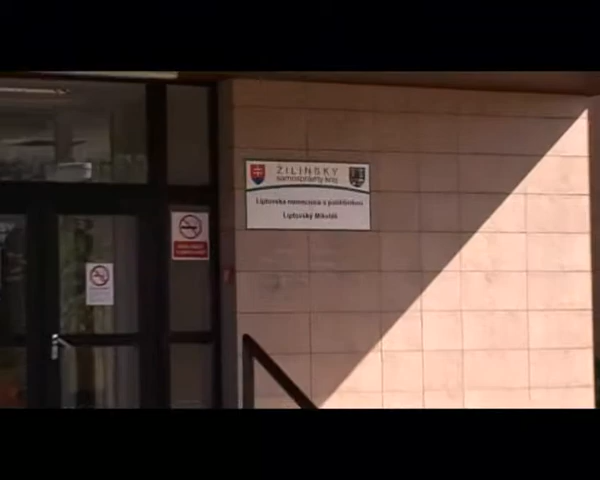 ŽILINSKÝ
samosprávny kraj
Liptovská nemocnica s poliklinikou
Liptovský Mikuláš